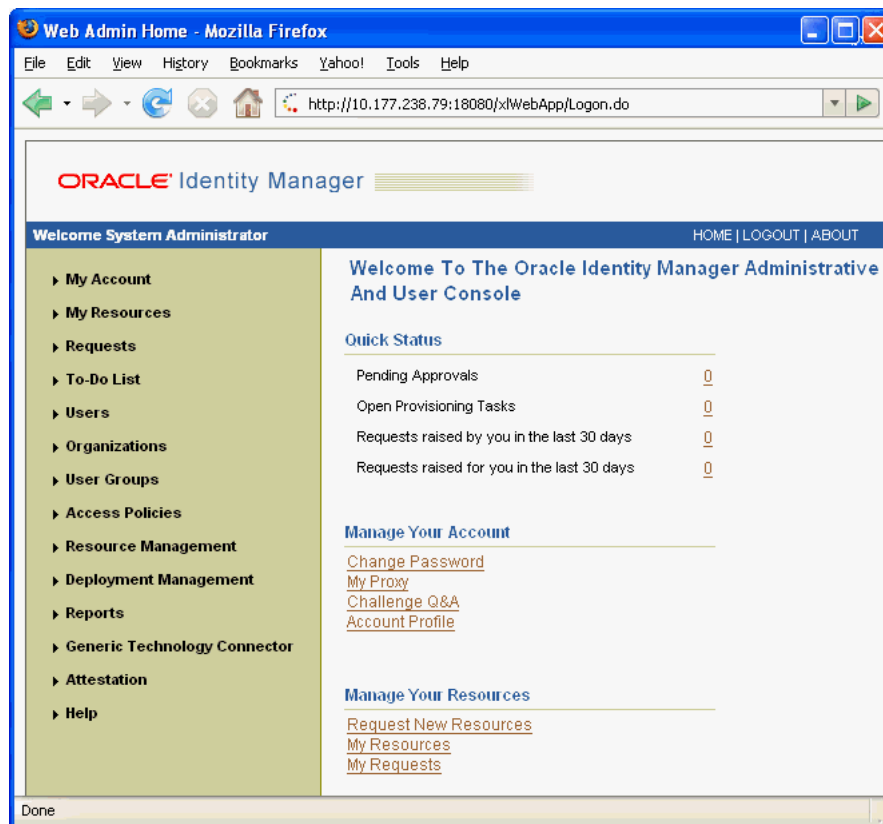 Web Admin Home - Mozilla Firefox
File Edit View History Bookmarks Yahoo! Tools Help
http://10.177.238.79:18080/xlWebApp/Logon.do
ORACLE Identity Manager
Welcome System Administrator
HOME | LOGOUT | ABOUT
My Account
My Resources
Requests
To-Do List
Users
Organizations
User Groups
Access Policies
Resource Management
Deployment Management
Reports
Generic Technology Connector
Attestation
Help
Welcome To The Oracle Identity Manager Administrative
And User Console
Quick Status
Pending Approvals 0
Open Provisioning Tasks 0
Requests raised by you in the last 30 days 0
Requests raised for you in the last 30 days 0
Manage Your Account
Change Password
My Proxy
Challenge Q&A
Account Profile
Manage Your Resources
Request New Resources
My Resources
My Requests
Done